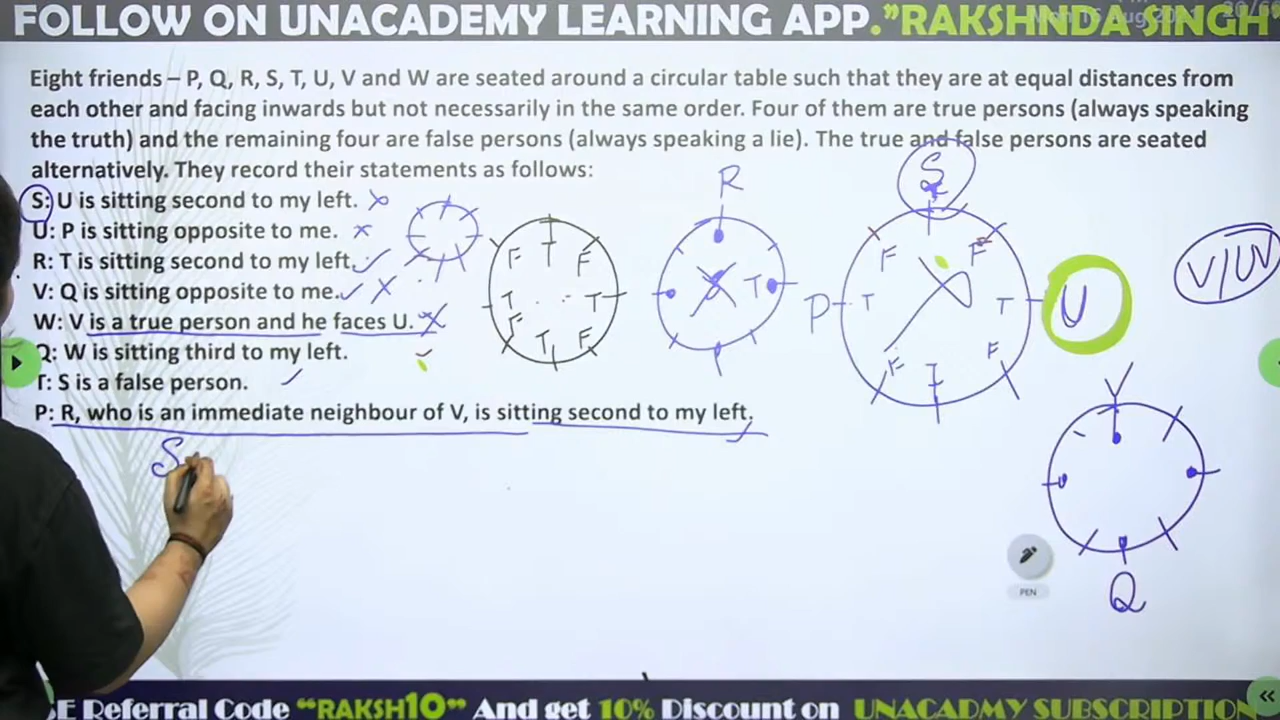 FOLLOW ON UNACADEMY LEARNING APP."RAKSHNDA SINGH
Eight friends – P, Q, R, S, T, U, V and W are seated around a circular table such that they are at equal distances from
each other and facing inwards but not necessarily in the same order. Four of them are true persons (always speaking
the truth) and the remaining four are false persons (always speaking a lie). The true and false persons are seated
alternatively. They record their statements as follows:
S: U is sitting second to my left.
U: P is sitting opposite to me.
R: T is sitting second to my left.
V: Q is sitting opposite to me.
W: V is a true person and he faces U.
Q: W is sitting third to my left.
T: S is a false person.
P: R, who is an immediate neighbour of V, is sitting second to my left.
F T F
T T
F T F
R
T
S
F F
P T T U
F T F
V/UV
V
Q
S
PEN
SE Referral Code "RAKSH10" And get 10% Discount on UNACADMY SUBSCRIPTION